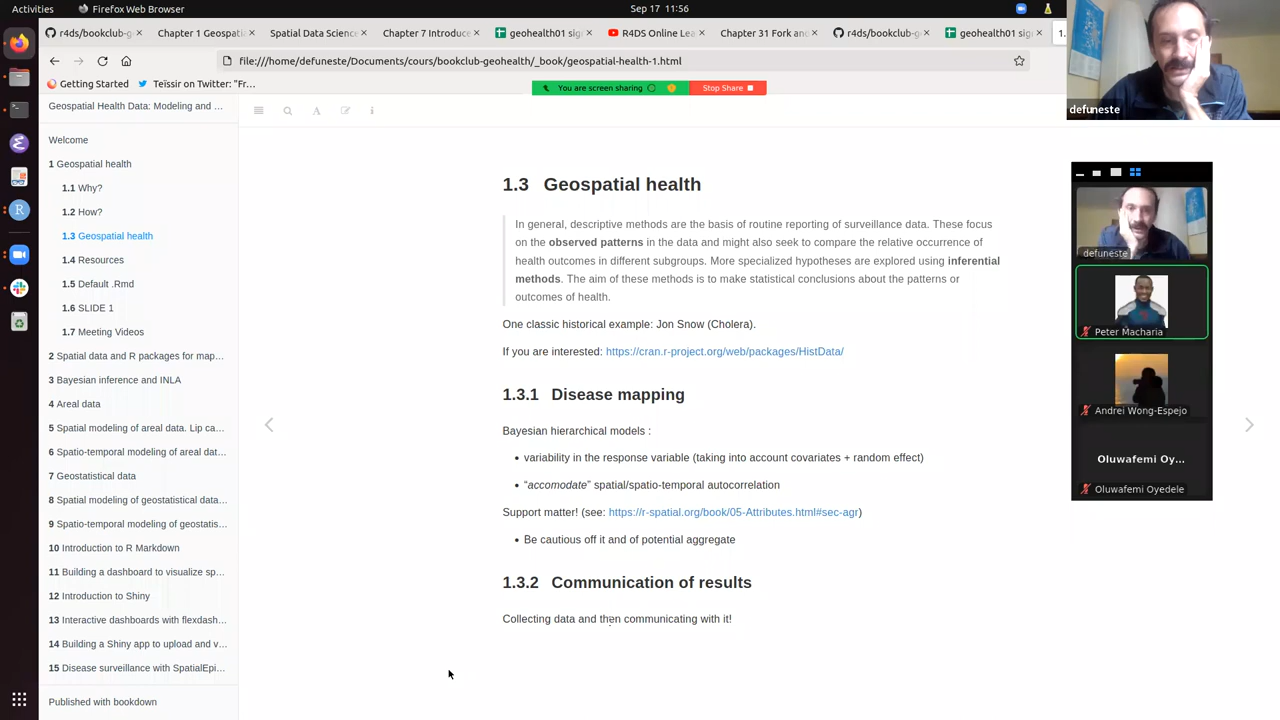 Activities
Firefox Web Browser
Sep 17 11:56
r4ds/bookclub-g
Chapter 1 Geospati
Spatial Data Scienc
Chapter 7 Introduc
geohealth01 sig
R4DS Online Le
Chapter 31 Fork an
r4ds/bookclub-g
geohealth01 sig
1.
file:///home/defuneste/Documents/cours/bookclub-geohealth/_book/geospatial-health-1.html
Getting Started
Teïssir on Twitter: "Fr…
You are screen sharing
Stop Share
Geospatial Health Data: Modeling and …
Welcome
1 Geospatial health
1.1 Why?
1.2 How?
1.3 Geospatial health
1.4 Resources
1.5 Default .Rmd
1.6 SLIDE 1
1.7 Meeting Videos
2 Spatial data and R packages for map…
3 Bayesian inference and INLA
4 Areal data
5 Spatial modeling of areal data. Lip ca…
6 Spatio-temporal modeling of areal dat…
7 Geostatistical data
8 Spatial modeling of geostatistical data…
9 Spatio-temporal modeling of geostatis…
10 Introduction to R Markdown
11 Building a dashboard to visualize sp…
12 Introduction to Shiny
13 Interactive dashboards with flexdash…
14 Building a Shiny app to upload and v…
15 Disease surveillance with SpatialEpi…
Published with bookdown
1.3 Geospatial health
In general, descriptive methods are the basis of routine reporting of surveillance data. These focus
on the observed patterns in the data and might also seek to compare the relative occurrence of
health outcomes in different subgroups. More specialized hypotheses are explored using inferential
methods. The aim of these methods is to make statistical conclusions about the patterns or
outcomes of health.
One classic historical example: Jon Snow (Cholera).
If you are interested: https://cran.r-project.org/web/packages/HistData/
1.3.1 Disease mapping
Bayesian hierarchical models :
• variability in the response variable (taking into account covariates + random effect)
• “accomodate” spatial/spatio-temporal autocorrelation
Support matter! (see: https://r-spatial.org/book/05-Attributes.html#sec-agr)
• Be cautious off it and of potential aggregate
1.3.2 Communication of results
Collecting data and then communicating with it!
defuneste
defuneste
Peter Macharia
Andrei Wong-Espejo
Oluwafemi Oy...
Oluwafemi Oyedele